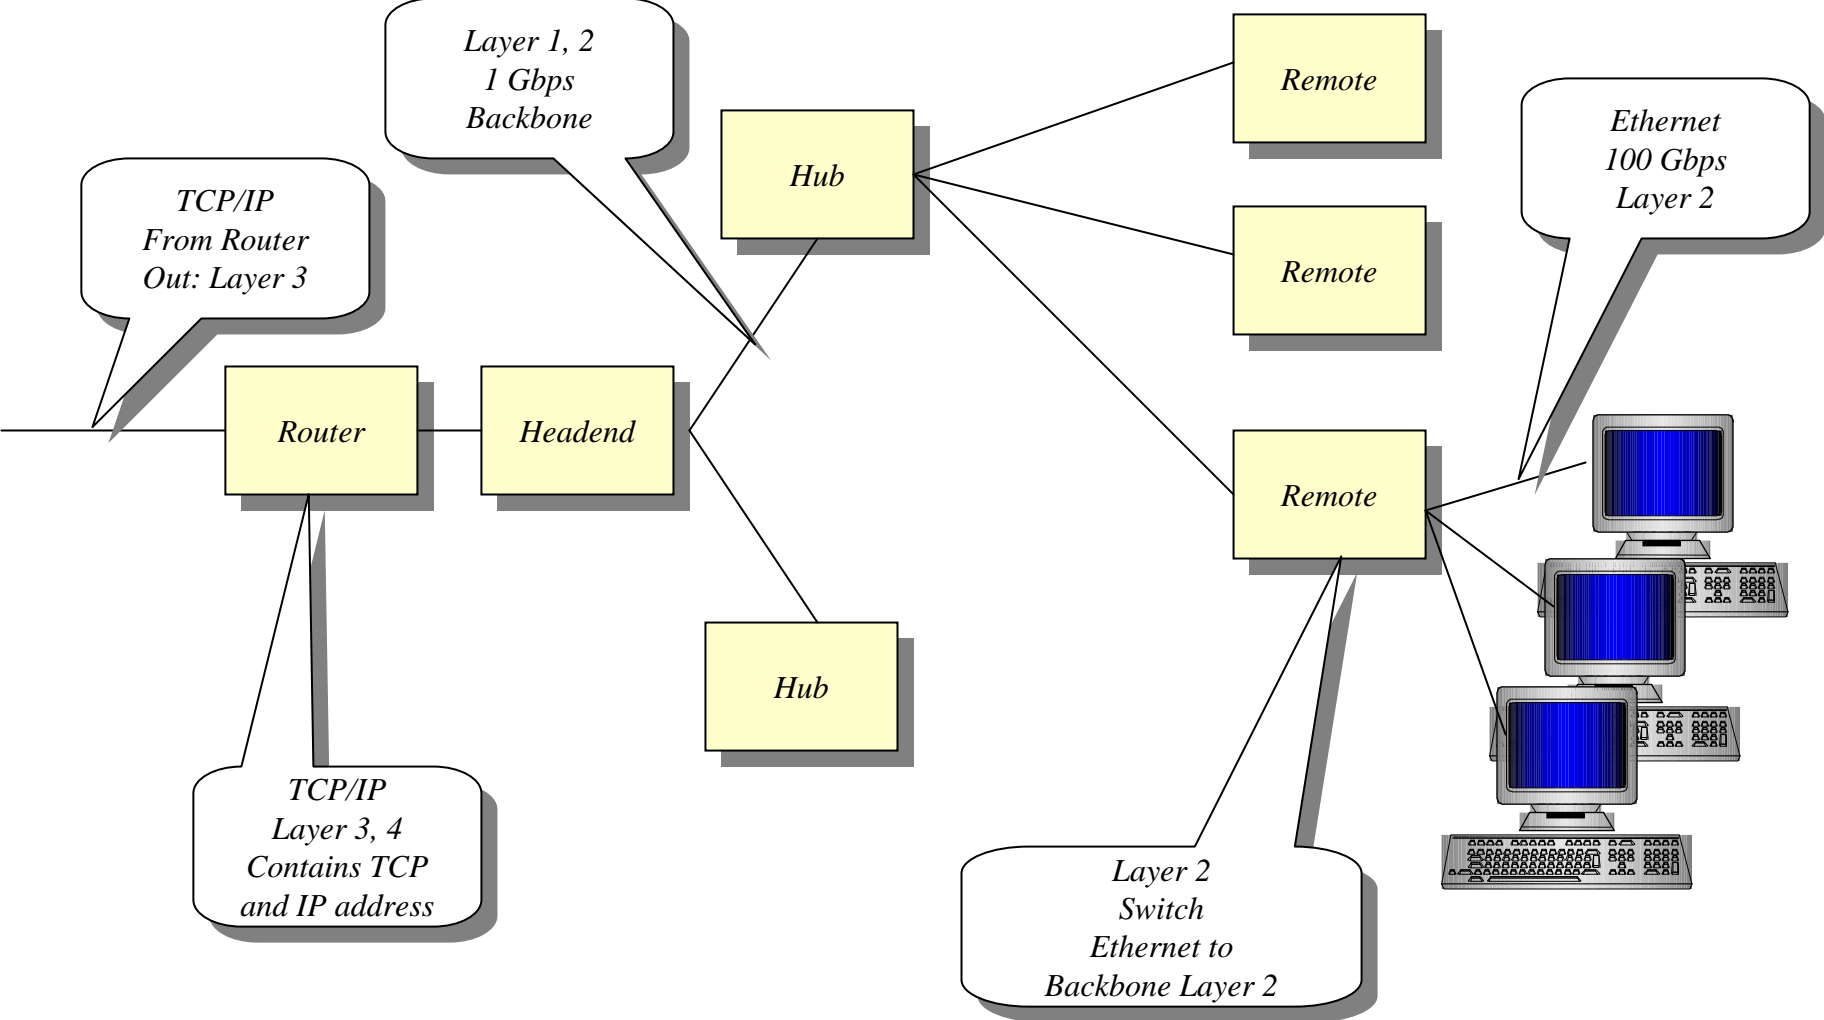 Layer 1, 2
1 Gbps
Backbone
TCP/IP
From Router
Out: Layer 3
Router
Headend
Hub
Hub
Remote
Remote
Remote
Ethernet
100 Gbps
Layer 2
TCP/IP
Layer 3, 4
Contains TCP
and IP address
Layer 2
Switch
Ethernet to
Backbone Layer 2